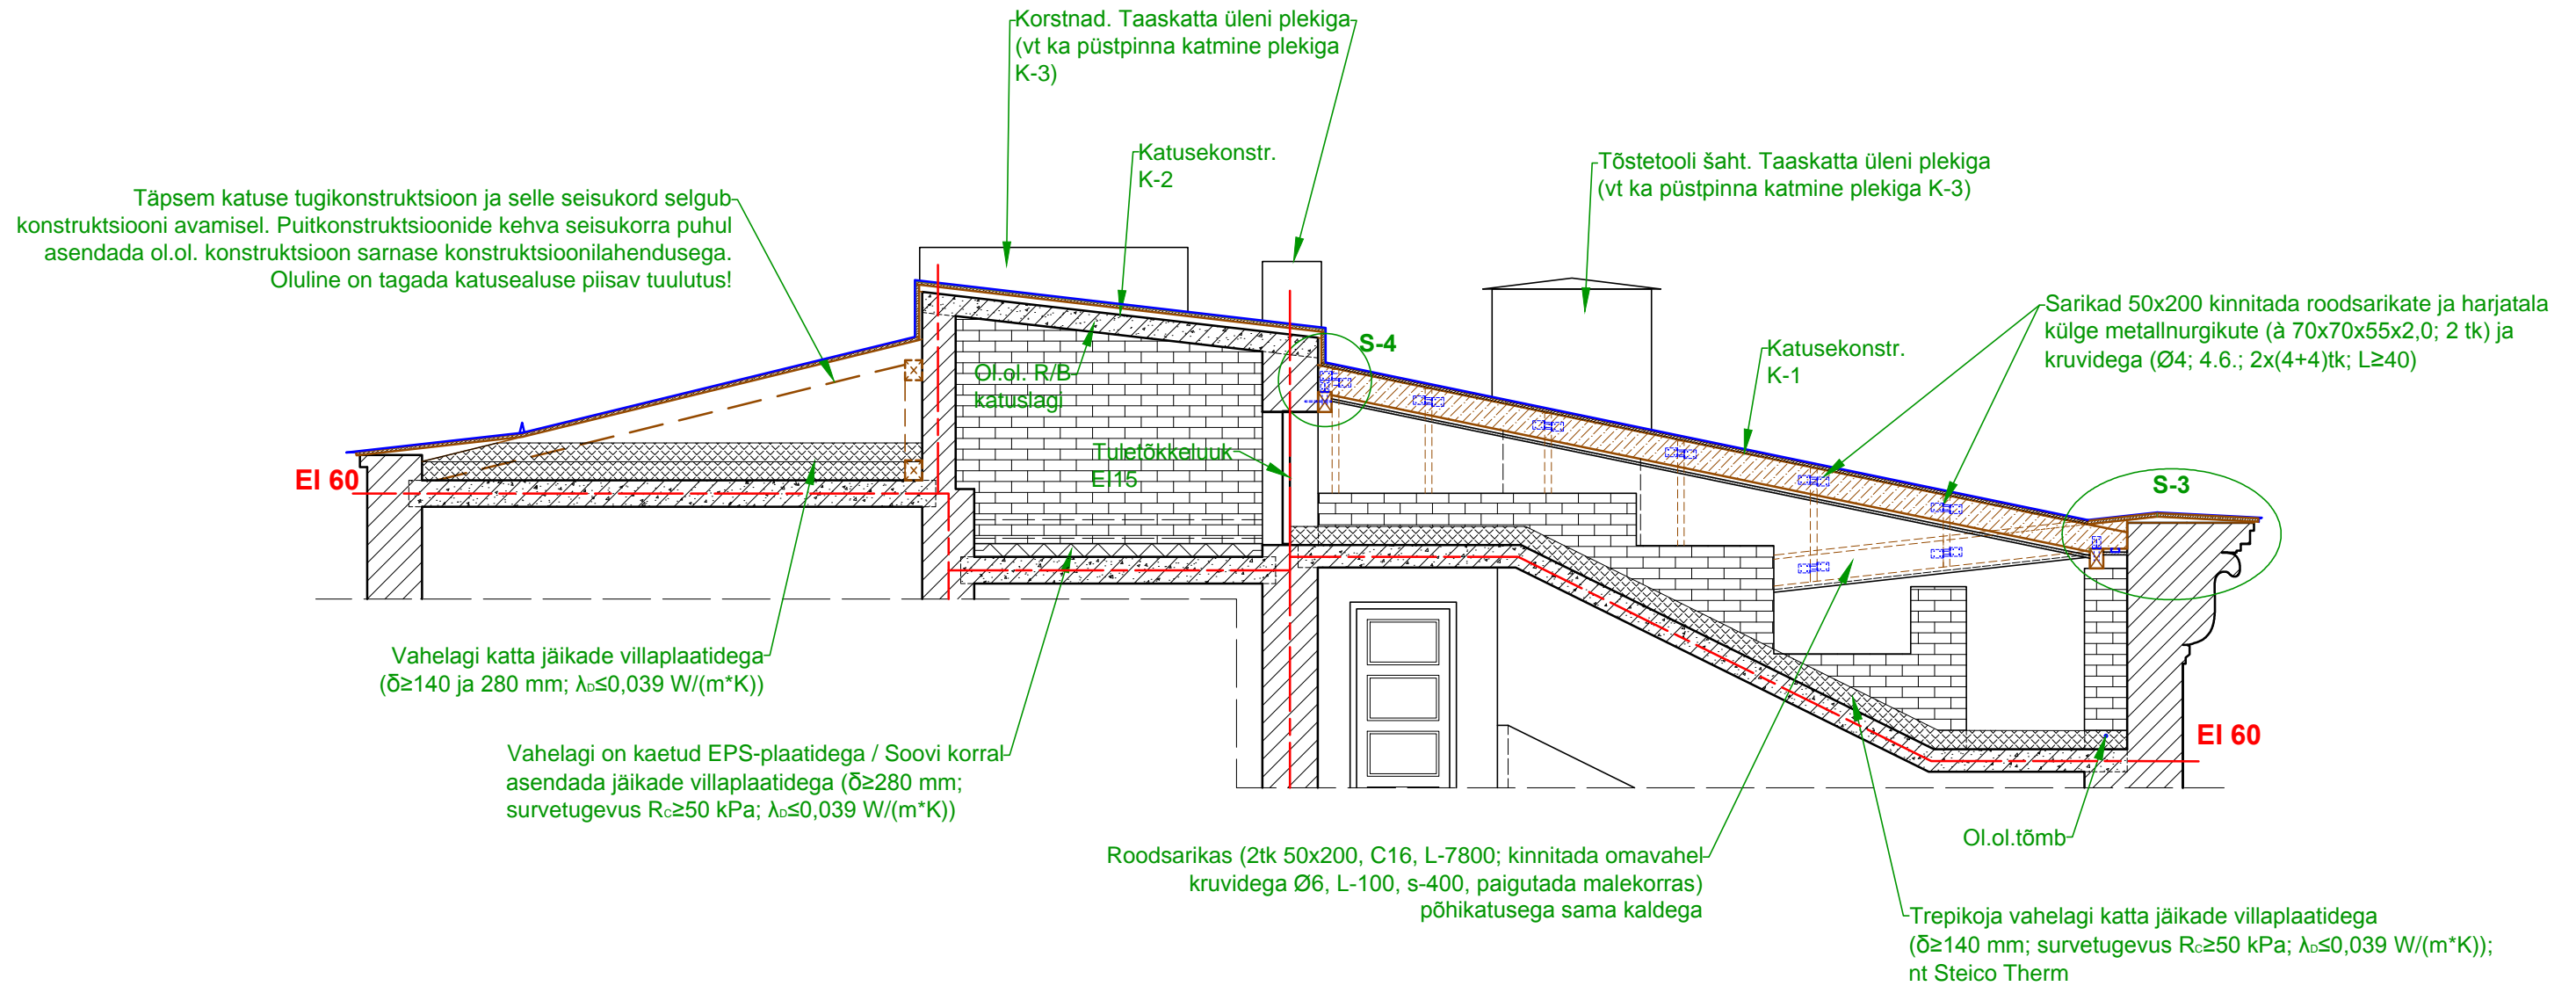 Korstnad. Taaskatta üleni plekiga
(vt ka püstpinna katmine plekiga
K-3)
Katusekonstr.
K-2
Tõstetooli šaht. Taaskatta üleni plekiga
(vt ka püstpinna katmine plekiga K-3)
Täpsem katuse tugikonstruktsioon ja selle seisukord selgub
konstruktsiooni avamisel. Puitkonstruktsioonide kehva seisukorra puhul
asendada ol.ol. konstruktsioon sarnase konstruktsioonilahendusega.
Oluline on tagada katusealuse piisav tuulutus!
Sarikad 50x200 kinnitada roodsarikate ja harjatala
külge metallnurgikute (à 70x70x55x2,0; 2 tk) ja
kruvidega (Ø4; 4.6.; 2x(4+4)tk; L≥40)
S-4
Katusekonstr.
K-1
Ol.ol. R/B
katuslagi
Tuletõkkeluuk
EI15
EI 60
S-3
Vahelagi katta jäikade villaplaatidega
(δ≥140 ja 280 mm; λD≤0,039 W/(m*K))
Vahelagi on kaetud EPS-plaatidega / Soovi korral
asendada jäikade villaplaatidega (δ≥280 mm;
survetugevus RC≥50 kPa; λD≤0,039 W/(m*K))
EI 60
Ol.ol.tõmb
Roodsarikas (2tk 50x200, C16, L-7800; kinnitada omavahel
kruvidega Ø6, L-100, s-400, paigutada malekorras)
põhikatusega sama kaldega
Trepikoja vahelagi katta jäikade villaplaatidega
(δ≥140 mm; survetugevus RC≥50 kPa; λD≤0,039 W/(m*K));
nt Steico Therm